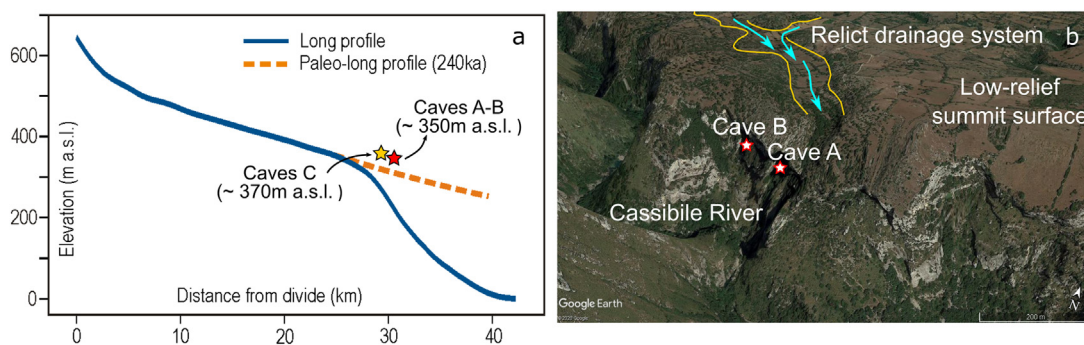 a
Long profile
Paleo-long profile (240ka)
Caves A-B
(~ 350m a.s.l.)
Caves C
(~ 370m a.s.l.)
Elevation (m a.s.l.)
600
400
200
0
Distance from divide (km)
0
10
20
30
40
b
Relict drainage system
Low-relief
summit surface
Cave B
Cave A
Cassibile River
Google Earth
200 m
N